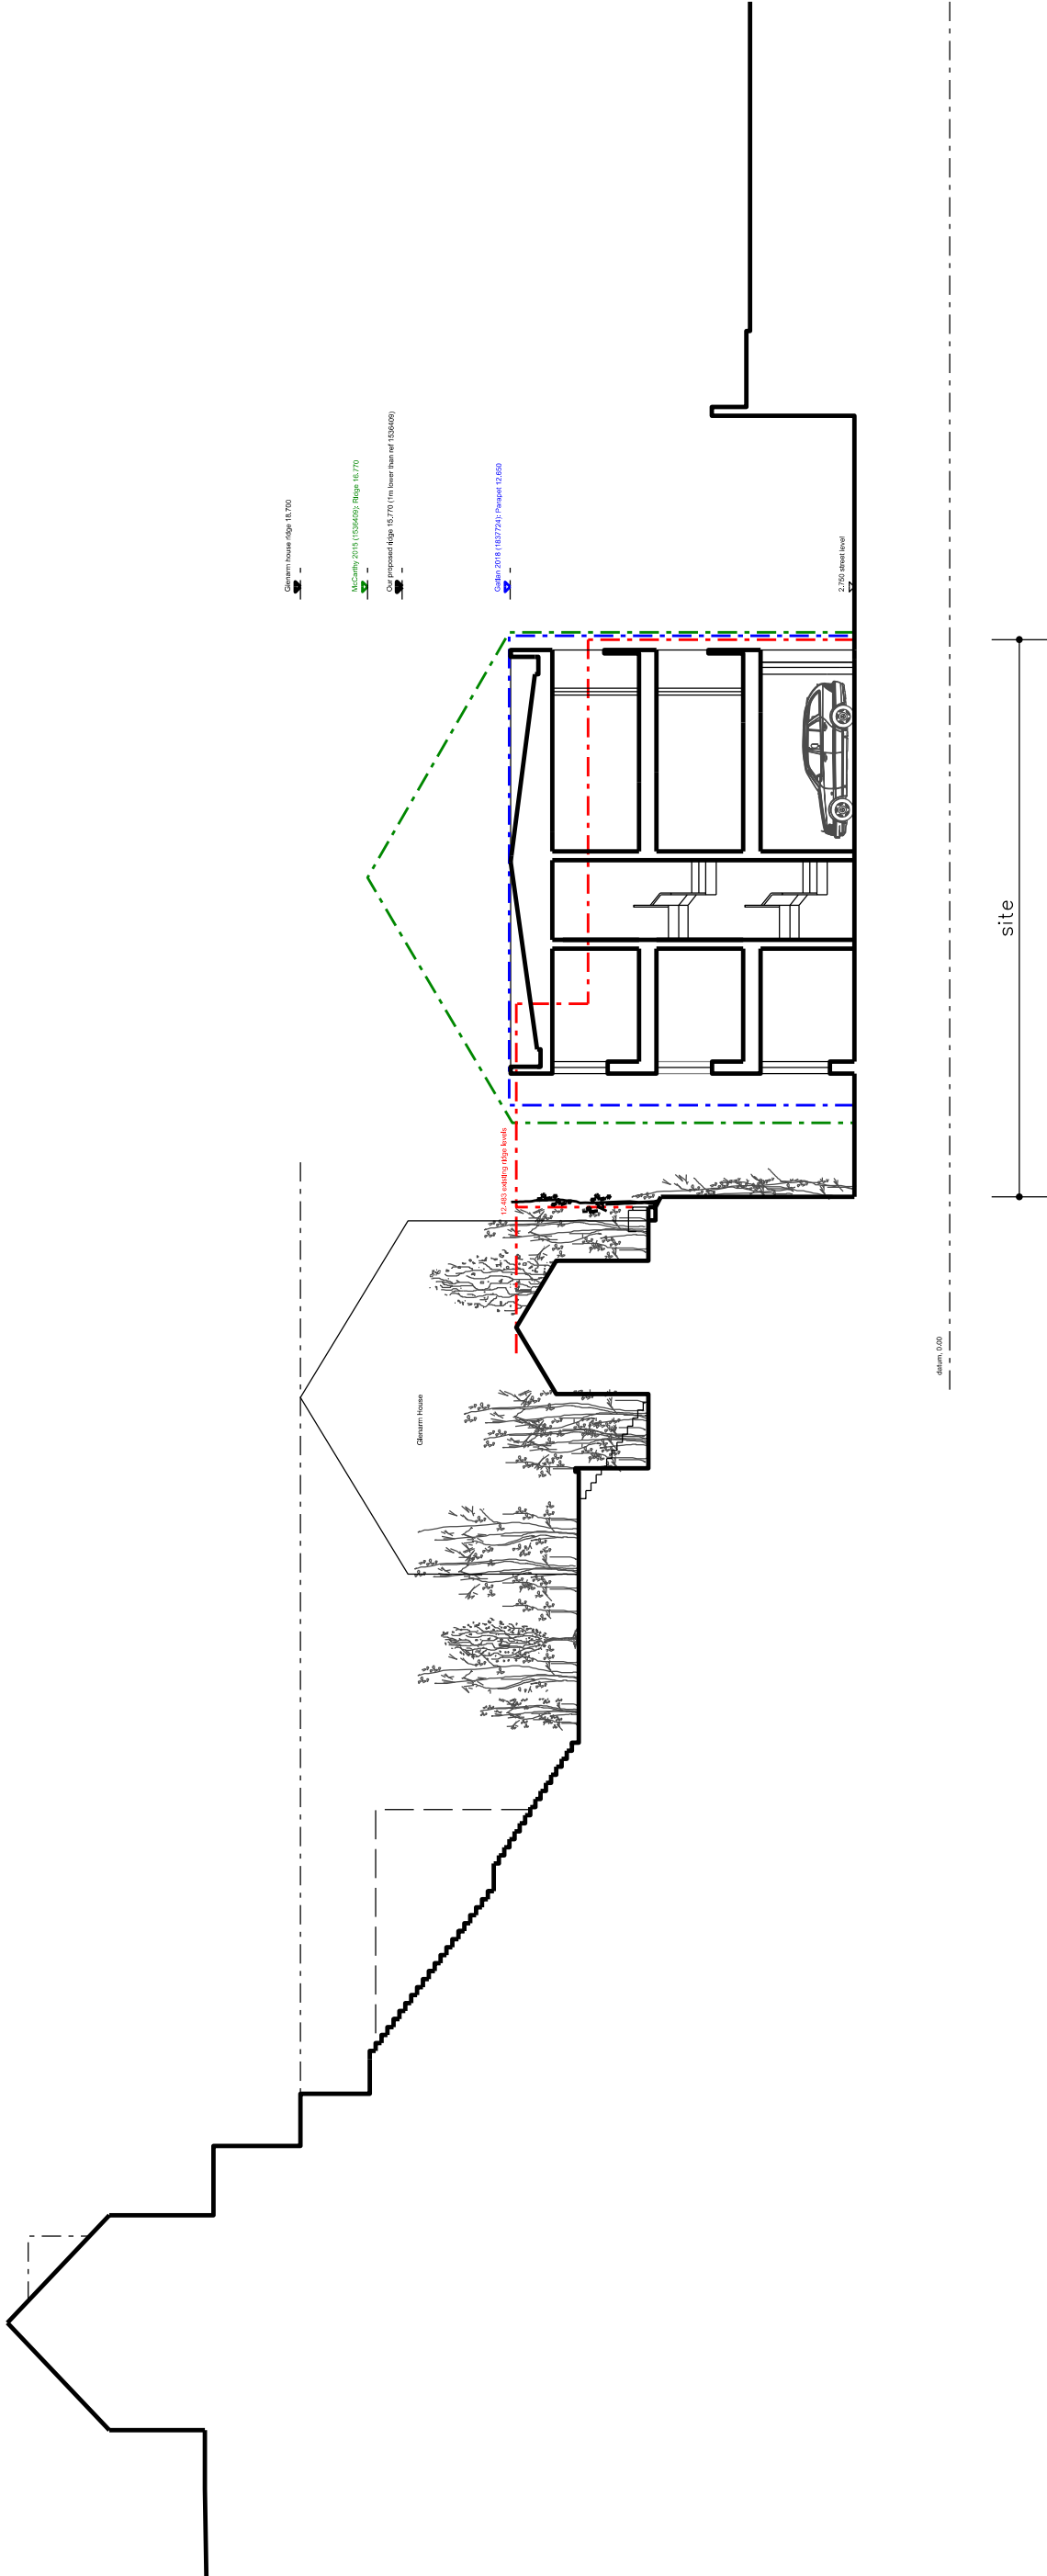 Glenarm house ridge 18,700
McCarthy 2015 (1536409): Ridge 16,770
Our proposed ridge 15,770 (1m lower than ref 1536409)
Gatlan 2018 (1837724): Parapet 12,650
2,750 street level
12,483 existing ridge levels
Glenarm House
site
datum, 0.00